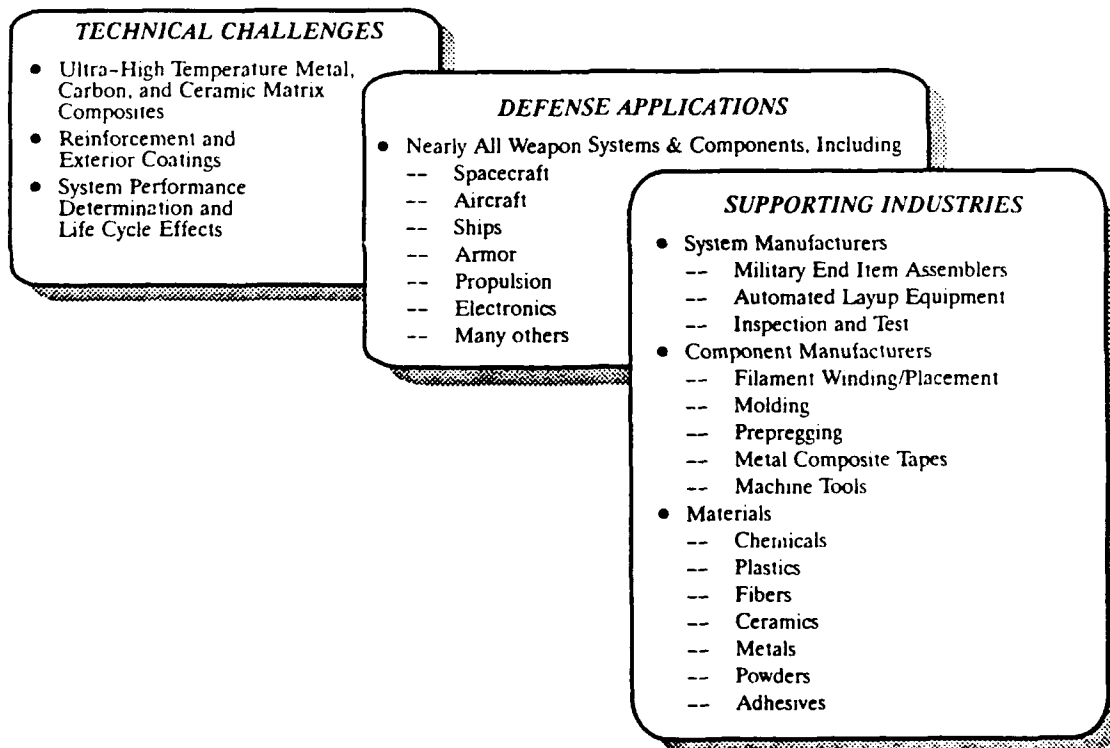 TECHNICAL CHALLENGES
● Ultra-High Temperature Metal,
Carbon, and Ceramic Matrix
Composites
● Reinforcement and
Exterior Coatings
● System Performance
Determination and
Life Cycle Effects
DEFENSE APPLICATIONS
● Nearly All Weapon Systems & Components, Including
-- Spacecraft
-- Aircraft
-- Ships
-- Armor
-- Propulsion
-- Electronics
-- Many others
SUPPORTING INDUSTRIES
● System Manufacturers
-- Military End Item Assemblers
-- Automated Layup Equipment
-- Inspection and Test
● Component Manufacturers
-- Filament Winding/Placement
-- Molding
-- Prepregging
-- Metal Composite Tapes
-- Machine Tools
● Materials
-- Chemicals
-- Plastics
-- Fibers
-- Ceramics
-- Metals
-- Powders
-- Adhesives